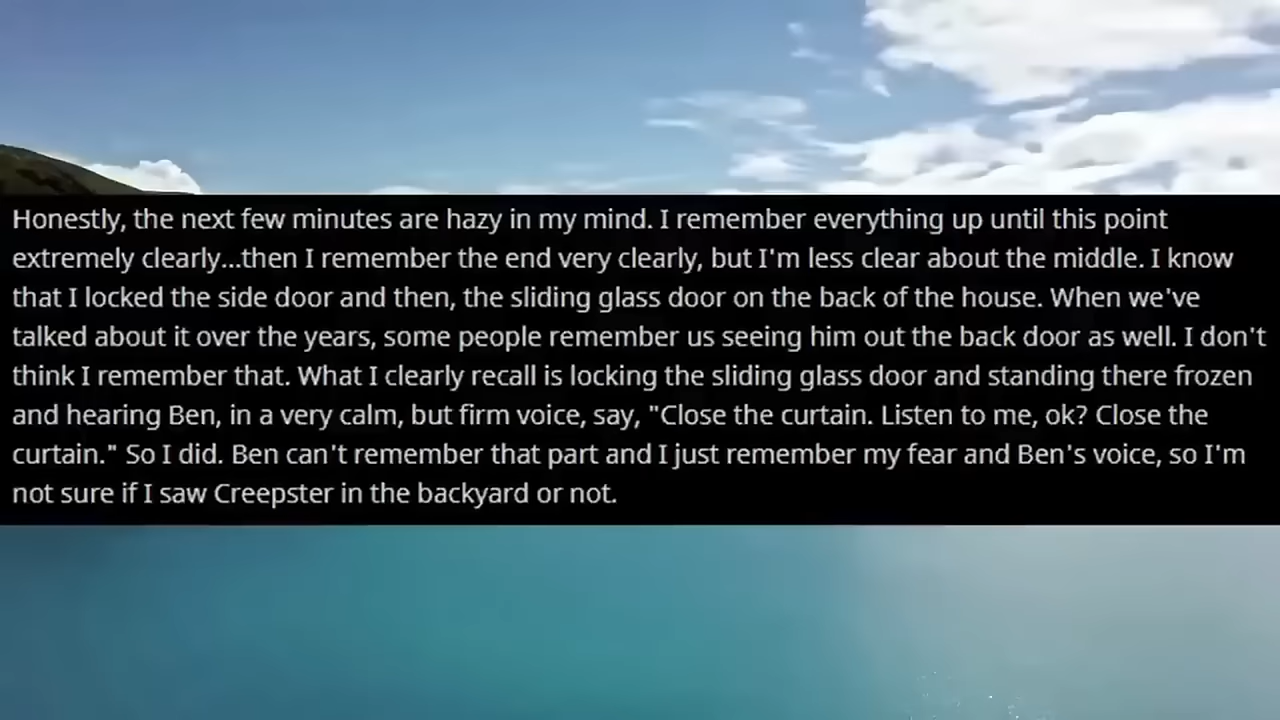 Honestly, the next few minutes are hazy in my mind. I remember everything up until this point
extremely clearly...then I remember the end very clearly, but I'm less clear about the middle. I know
that I locked the side door and then, the sliding glass door on the back of the house. When we've
talked about it over the years, some people remember us seeing him out the back door as well. I don't
think I remember that. What I clearly recall is locking the sliding glass door and standing there frozen
and hearing Ben, in a very calm, but firm voice, say, "Close the curtain. Listen to me, ok? Close the
curtain." So I did. Ben can't remember that part and I just remember my fear and Ben's voice, so I'm
not sure if I saw Creepster in the backyard or not.